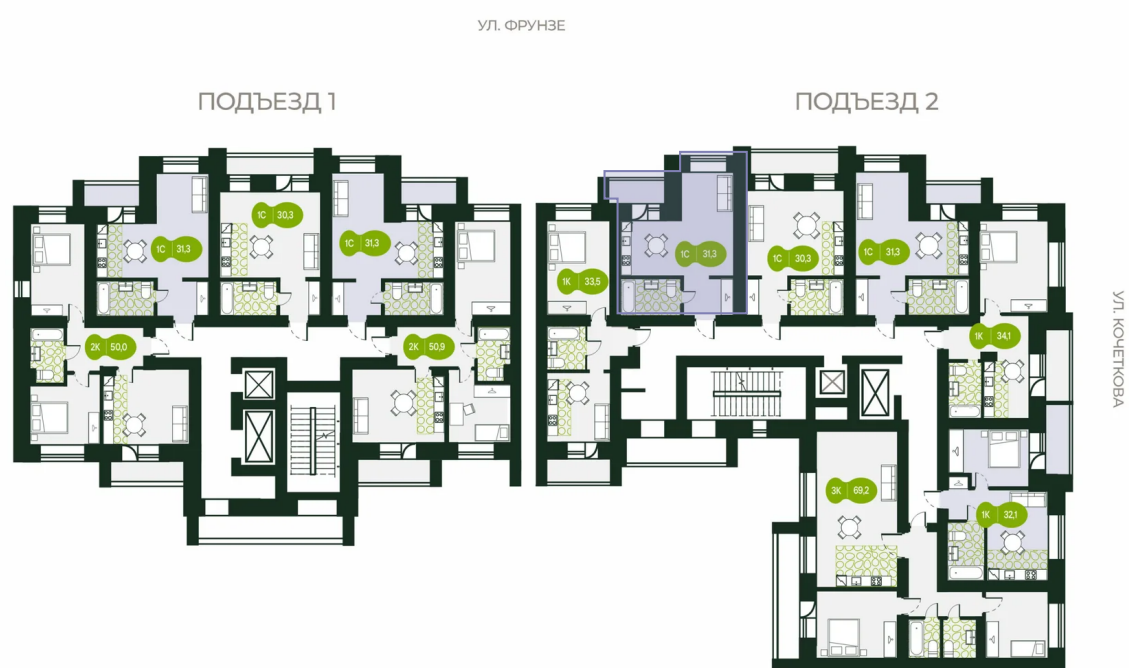 УЛ. ФРУНЗЕ
ПОДЪЕЗД 1
ПОДЪЕЗД 2
1С 31,3
1С 30,3
1С 31,3
2К 50,0
2К 50,9
1К 33,5
1С 31,3
1С 30,3
1С 31,3
1К 34,1
3К 69,2
1К 32,1
УЛ. КОЧЕТКОВА